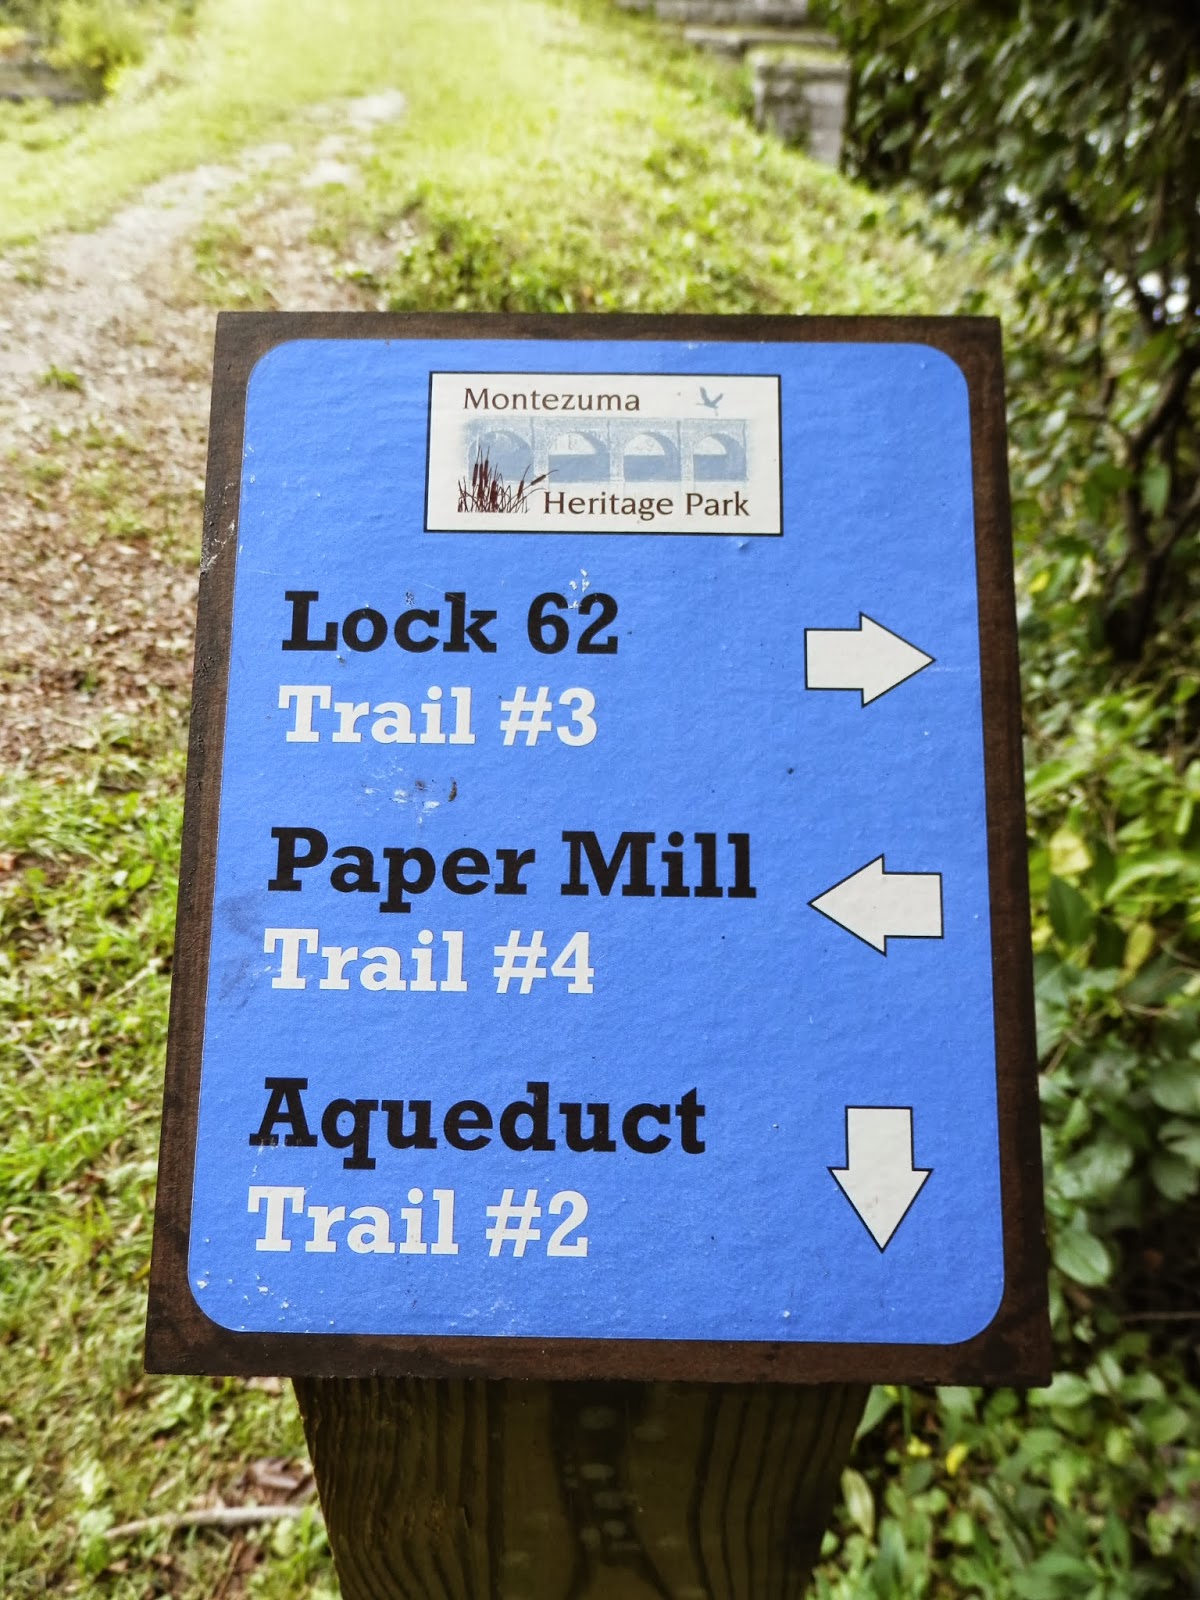 Montezuma
Heritage Park
Lock 62
Trail #3
Paper Mill
Trail #4
Aqueduct
Trail #2